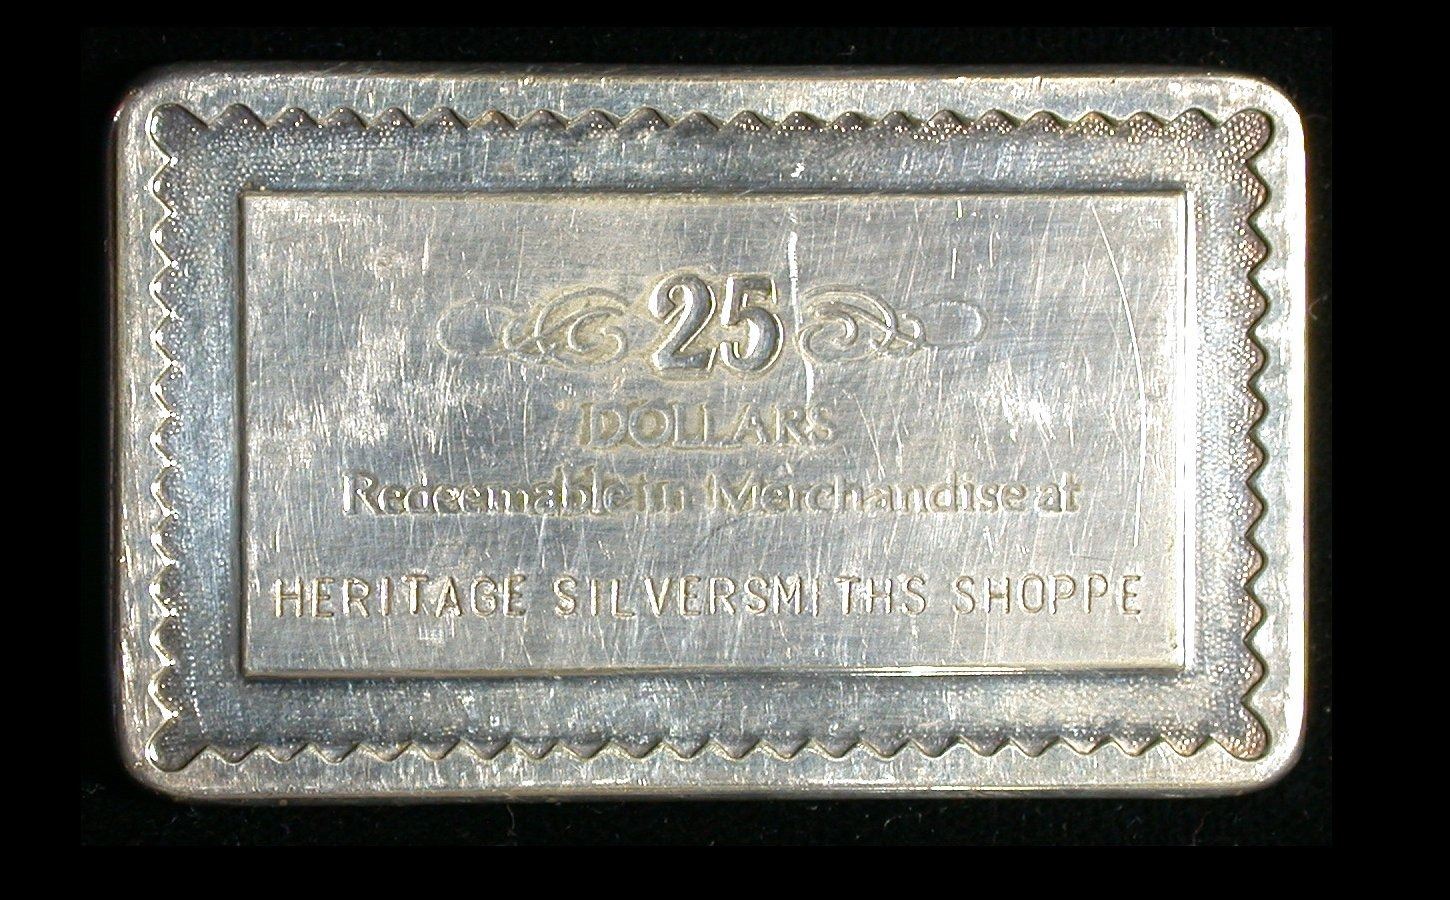 25
DOLLARS
Redeemable in Merchandise at
HERITAGE SILVERSMITHS SHOPPE